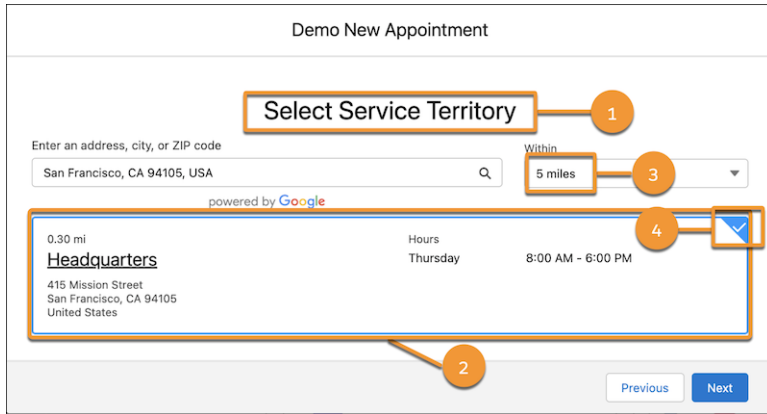 Demo New Appointment
Select Service Territory
1
Enter an address, city, or ZIP code
Within
San Francisco, CA 94105, USA
5 miles
3
powered by Google
4
0.30 mi
Hours
Headquarters
Thursday
8:00 AM - 6:00 PM
415 Mission Street
San Francisco, CA 94105
United States
2
Previous
Next